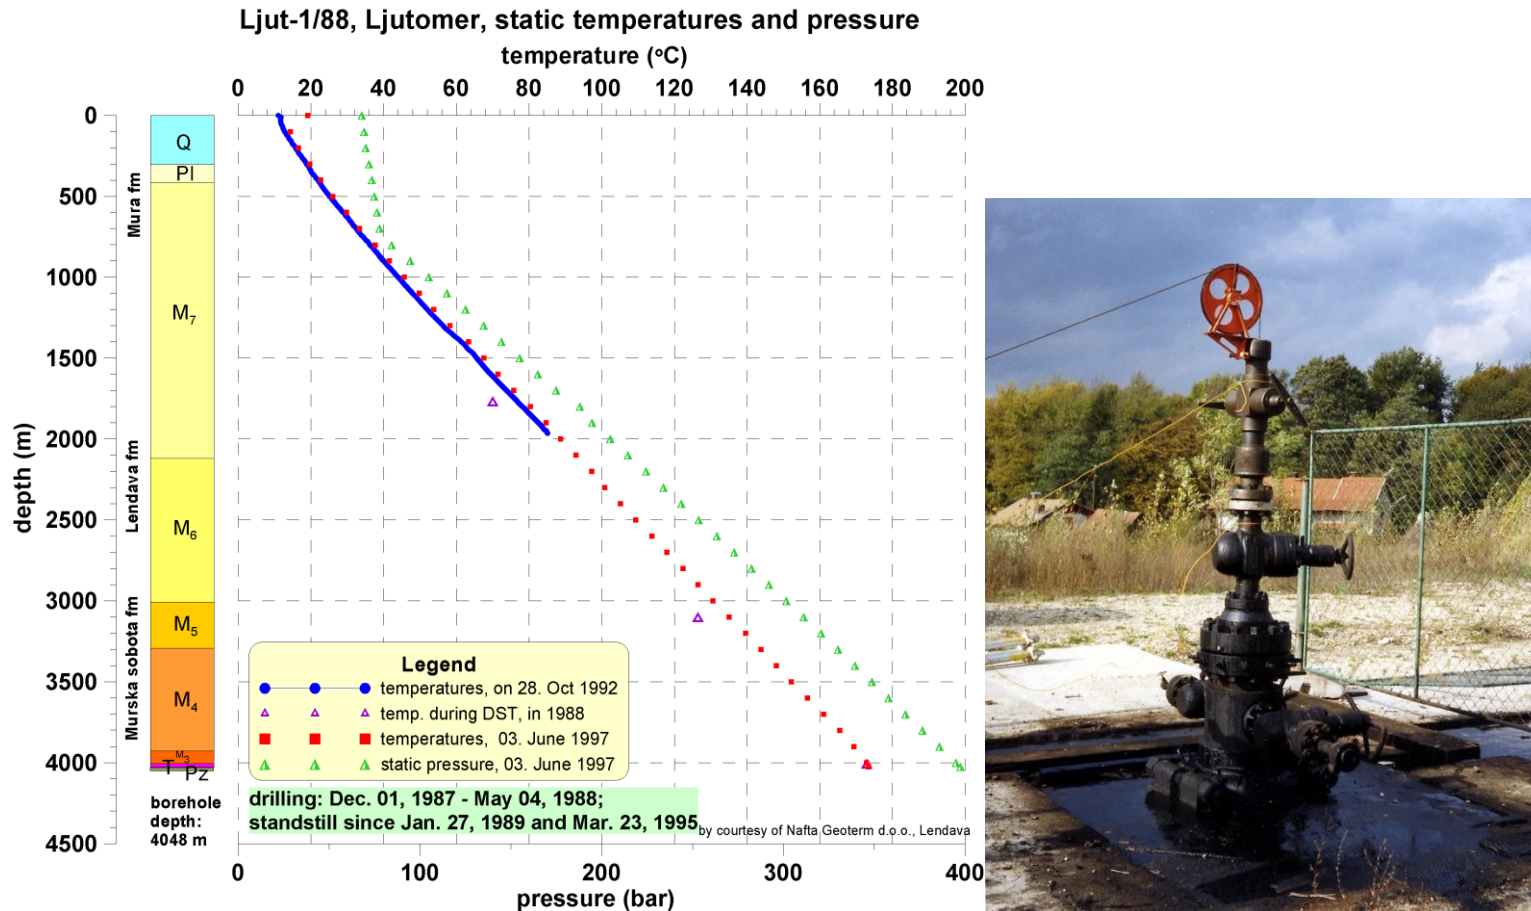 Ljut-1/88, Ljutomer, static temperatures and pressure
temperature (°C)
0 20 40 60 80 100 120 140 160 180 200
depth (m)
0
500
1000
1500
2000
2500
3000
3500
4000
4500
Mura fm
Lendava fm
Murska sobota fm
Q
Pl
M7
M6
M5
M4
M3
T Pz
borehole
depth:
4048 m
Legend
temperatures, on 28. Oct 1992
temp. during DST, in 1988
temperatures, 03. June 1997
static pressure, 03. June 1997
drilling: Dec. 01, 1987 - May 04, 1988;
standstill since Jan. 27, 1989 and Mar. 23, 1995
by courtesy of Nafta Geoterm d.o.o., Lendava
0 100 200 300 400
pressure (bar)